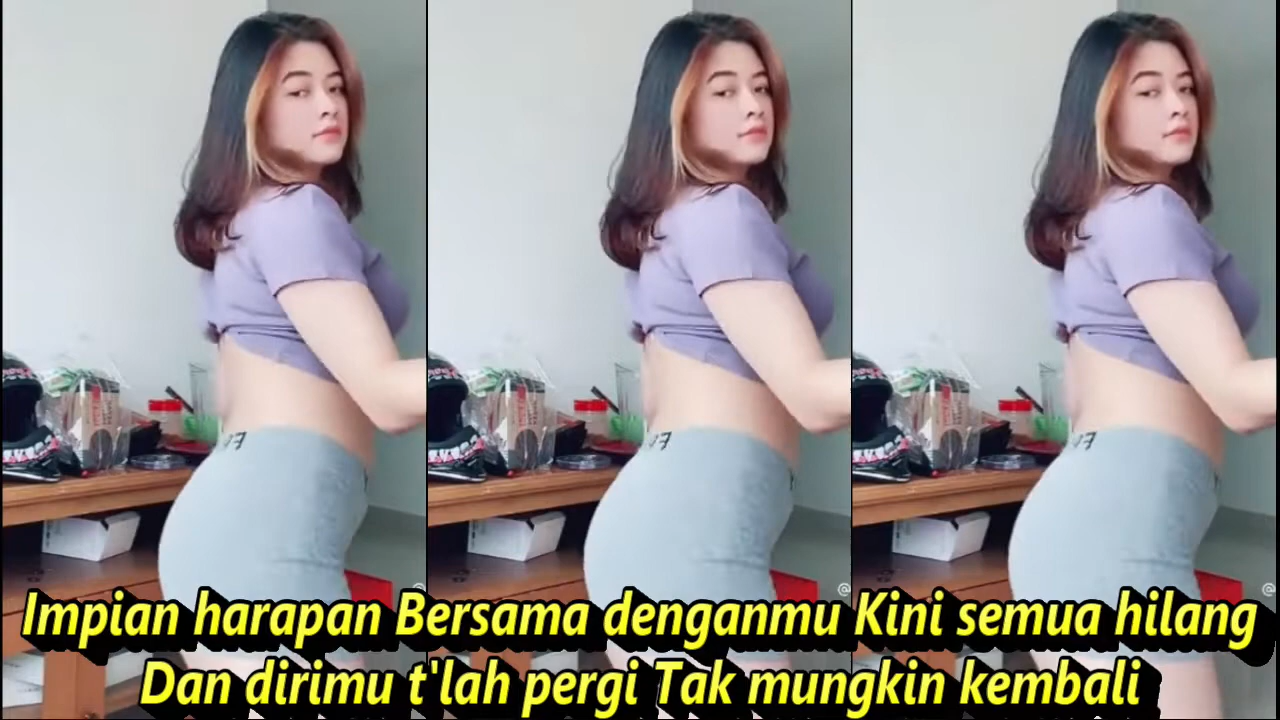 Impian harapan Bersama denganmu Kini semua hilang
Dan dirimu t'lah pergi Tak mungkin kembali